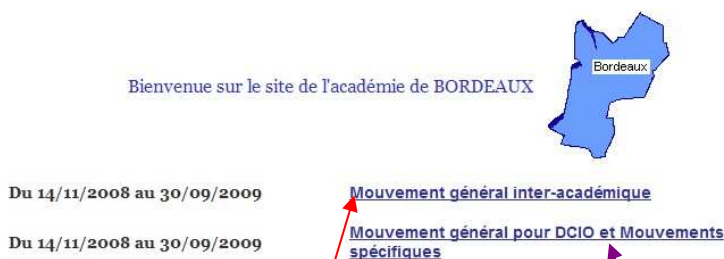 Bordeaux
Bienvenue sur le site de l'académie de BORDEAUX
Du 14/11/2008 au 30/09/2009 Mouvement général inter-académique
Du 14/11/2008 au 30/09/2009 Mouvement général pour DCIO et Mouvements
spécifiques